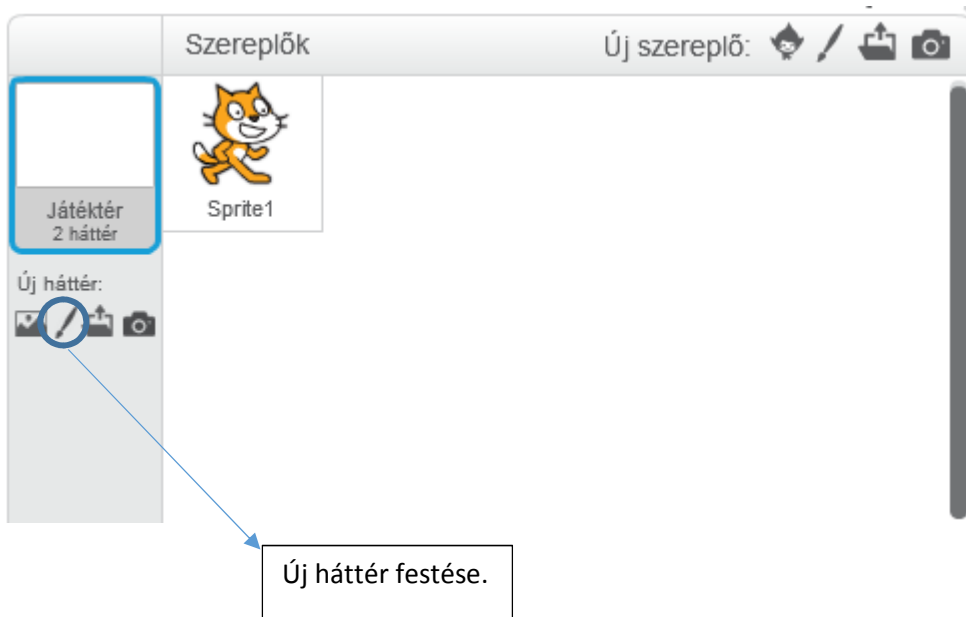 Szereplők
Új szereplő:
Játéktér
2 háttér
Sprite1
Új háttér:
Új háttér festése.